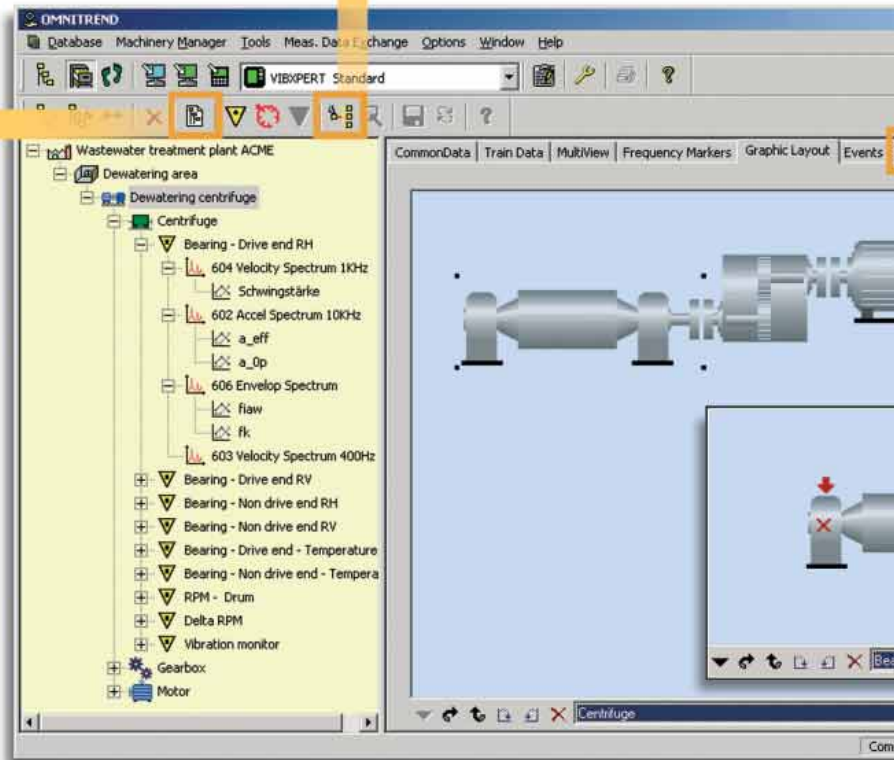 OMNITREND
Database Machinery Manager Tools Meas. Data Exchange Options Window Help
VIBXPERT Standard
Wastewater treatment plant ACME
Dewatering area
Dewatering centrifuge
Centrifuge
Bearing - Drive end RH
604 Velocity Spectrum 1KHz
Schwingstärke
602 Accel Spectrum 10KHz
a_eff
a_0p
606 Envelop Spectrum
fiaw
fk
603 Velocity Spectrum 400Hz
Bearing - Drive end RV
Bearing - Non drive end RH
Bearing - Non drive end RV
Bearing - Drive end - Temperature
Bearing - Non drive end - Tempera
RPM - Drum
Delta RPM
Vibration monitor
Gearbox
Motor
CommonData Train Data MultiView Frequency Markers Graphic Layout Events
Bea
Centrifuge
Com